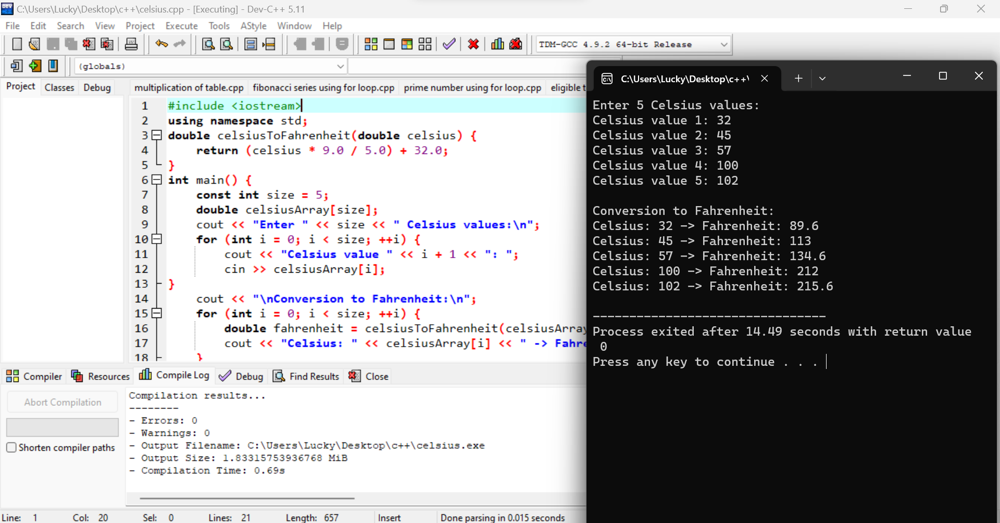 C:\Users\Lucky\Desktop\c++\celsius.cpp - [Executing] - Dev-C++ 5.11
File Edit Search View Project Execute Tools AStyle Window Help
TDM-GCC 4.9.2 64-bit Release
(globals)
Project Classes Debug
multiplication of table.cpp fibonacci series using for loop.cpp prime number using for loop.cpp eligible
1 #include <iostream>
2 using namespace std;
3 double celsiusToFahrenheit(double celsius) {
4 return (celsius * 9.0 / 5.0) + 32.0;
5 }
6 int main() {
7 const int size = 5;
8 double celsiusArray[size];
9 cout << "Enter " << size << " Celsius values:\n";
10 for (int i = 0; i < size; ++i) {
11 cout << "Celsius value " << i + 1 << ": ";
12 cin >> celsiusArray[i];
13 }
14 cout << "\nConversion to Fahrenheit:\n";
15 for (int i = 0; i < size; ++i) {
16 double fahrenheit = celsiusToFahrenheit(celsiusArray
17 cout << "Celsius: " << celsiusArray[i] << " -> Fahre
18 }
C:\Users\Lucky\Desktop\c++\
Enter 5 Celsius values:
Celsius value 1: 32
Celsius value 2: 45
Celsius value 3: 57
Celsius value 4: 100
Celsius value 5: 102
Conversion to Fahrenheit:
Celsius: 32 -> Fahrenheit: 89.6
Celsius: 45 -> Fahrenheit: 113
Celsius: 57 -> Fahrenheit: 134.6
Celsius: 100 -> Fahrenheit: 212
Celsius: 102 -> Fahrenheit: 215.6
--------------------------------
Process exited after 14.49 seconds with return value
0
Press any key to continue . . .
Compiler Resources Compile Log Debug Find Results Close
Abort Compilation
Shorten compiler paths
Compilation results...
--------
- Errors: 0
- Warnings: 0
- Output Filename: C:\Users\Lucky\Desktop\c++\celsius.exe
- Output Size: 1.83315753936768 MiB
- Compilation Time: 0.69s
Line: 1 Col: 20 Sel: 0 Lines: 21 Length: 657 Insert Done parsing in 0.015 seconds